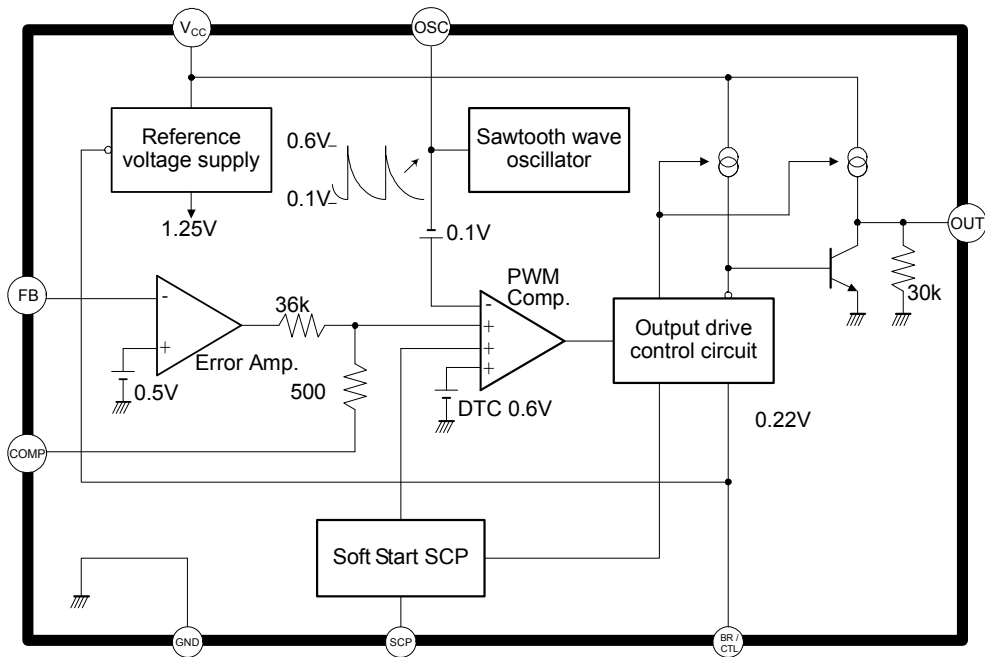 VCC
OSC
Reference
voltage supply
0.6V
0.1V
Sawtooth wave
oscillator
1.25V
0.1V
OUT
FB
-
+
36k
PWM
Comp.
-
+
+
+
30k
Output drive
control circuit
Error Amp.
0.5V
500
DTC 0.6V
0.22V
COMP
Soft Start SCP
GND
SCP
BR /
CTL